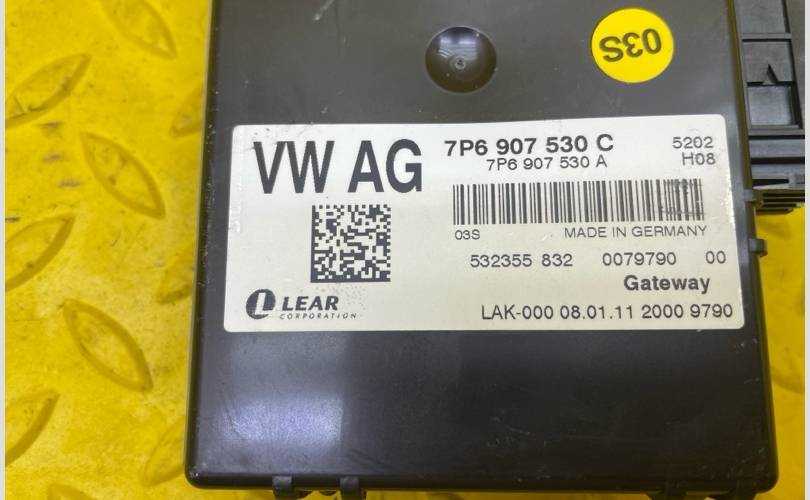 03S
VW AG
7P6 907 530 C
7P6 907 530 A
5202
H08
03S
MADE IN GERMANY
532355 832 0079790 00
Gateway
LEAR
CORPORATION
LAK-000 08.01.11 2000 9790